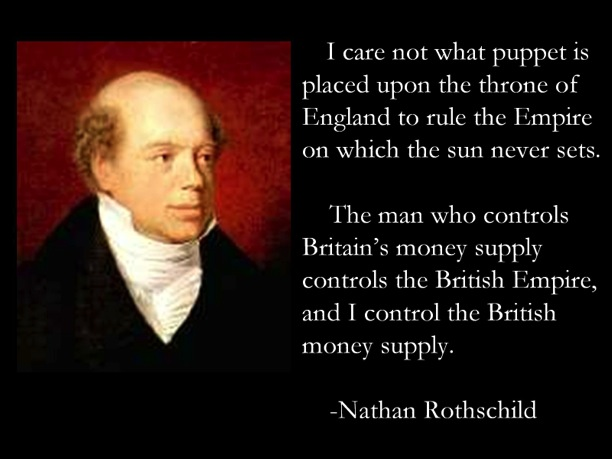 I care not what puppet is
placed upon the throne of
England to rule the Empire
on which the sun never sets.
The man who controls
Britain’s money supply
controls the British Empire,
and I control the British
money supply.
-Nathan Rothschild